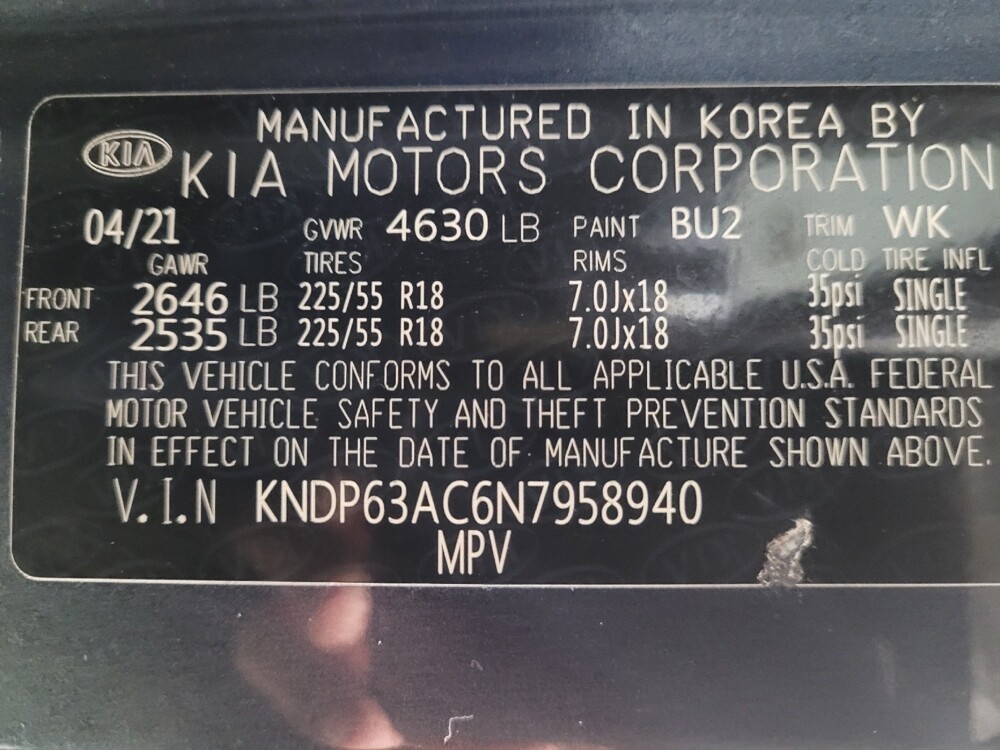 MANUFACTURED IN KOREA BY
KIA KIA MOTORS CORPORATION
04/21 GVWR 4630 LB PAINT BU2 TRIM WK
GAWR TIRES RIMS COLD TIRE INFL
FRONT 2646 LB 225/55 R18 7.0Jx18 35psi SINGLE
REAR 2535 LB 225/55 R18 7.0Jx18 35psi SINGLE
THIS VEHICLE CONFORMS TO ALL APPLICABLE U.S.A. FEDERAL
MOTOR VEHICLE SAFETY AND THEFT PREVENTION STANDARDS
IN EFFECT ON THE DATE OF MANUFACTURE SHOWN ABOVE.
V.I.N KNDP63AC6N7958940
MPV